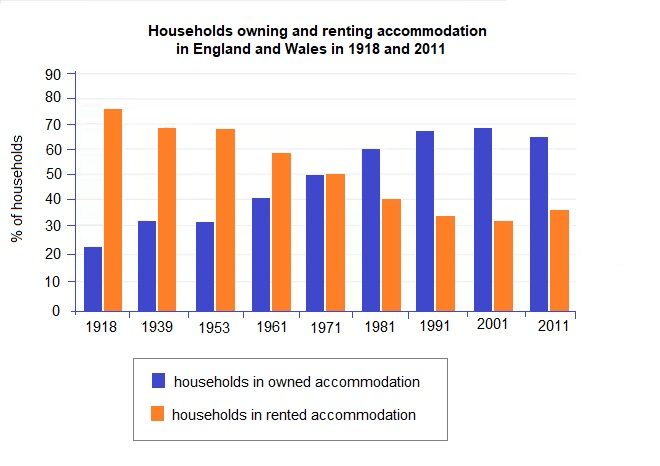 Households owning and renting accommodation
in England and Wales in 1918 and 2011
% of households
90
80
70
60
50
40
30
20
10
0
1918 1939 1953 1961 1971 1981 1991 2001 2011
households in owned accommodation
households in rented accommodation